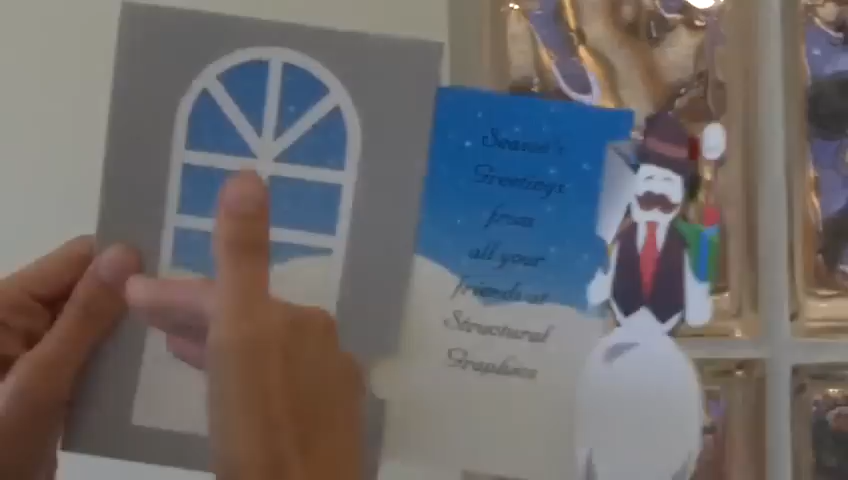 Season's
Greetings
from
all your
friends at
Structural
Graphics